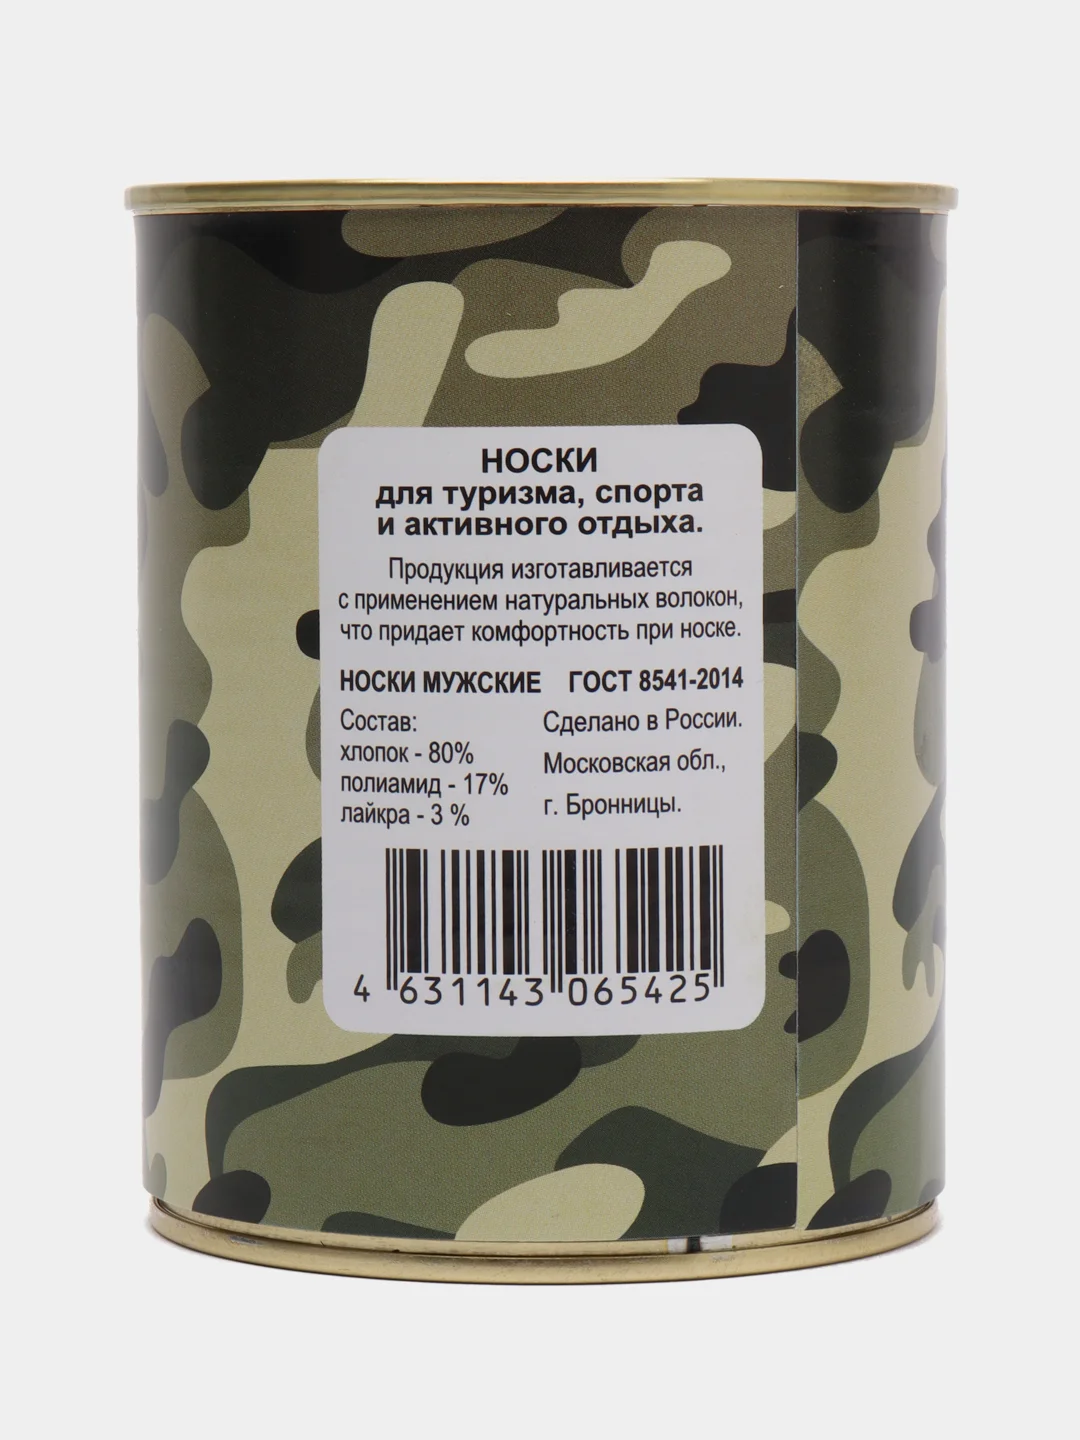 НОСКИ
для туризма, спорта
и активного отдыха.
Продукция изготавливается
с применением натуральных волокон,
что придает комфортность при носке.
НОСКИ МУЖСКИЕ ГОСТ 8541-2014
Состав:
хлопок - 80%
полиамид - 17%
лайкра - 3 %
Сделано в России.
Московская обл.,
г. Бронницы.
4 631143 065425